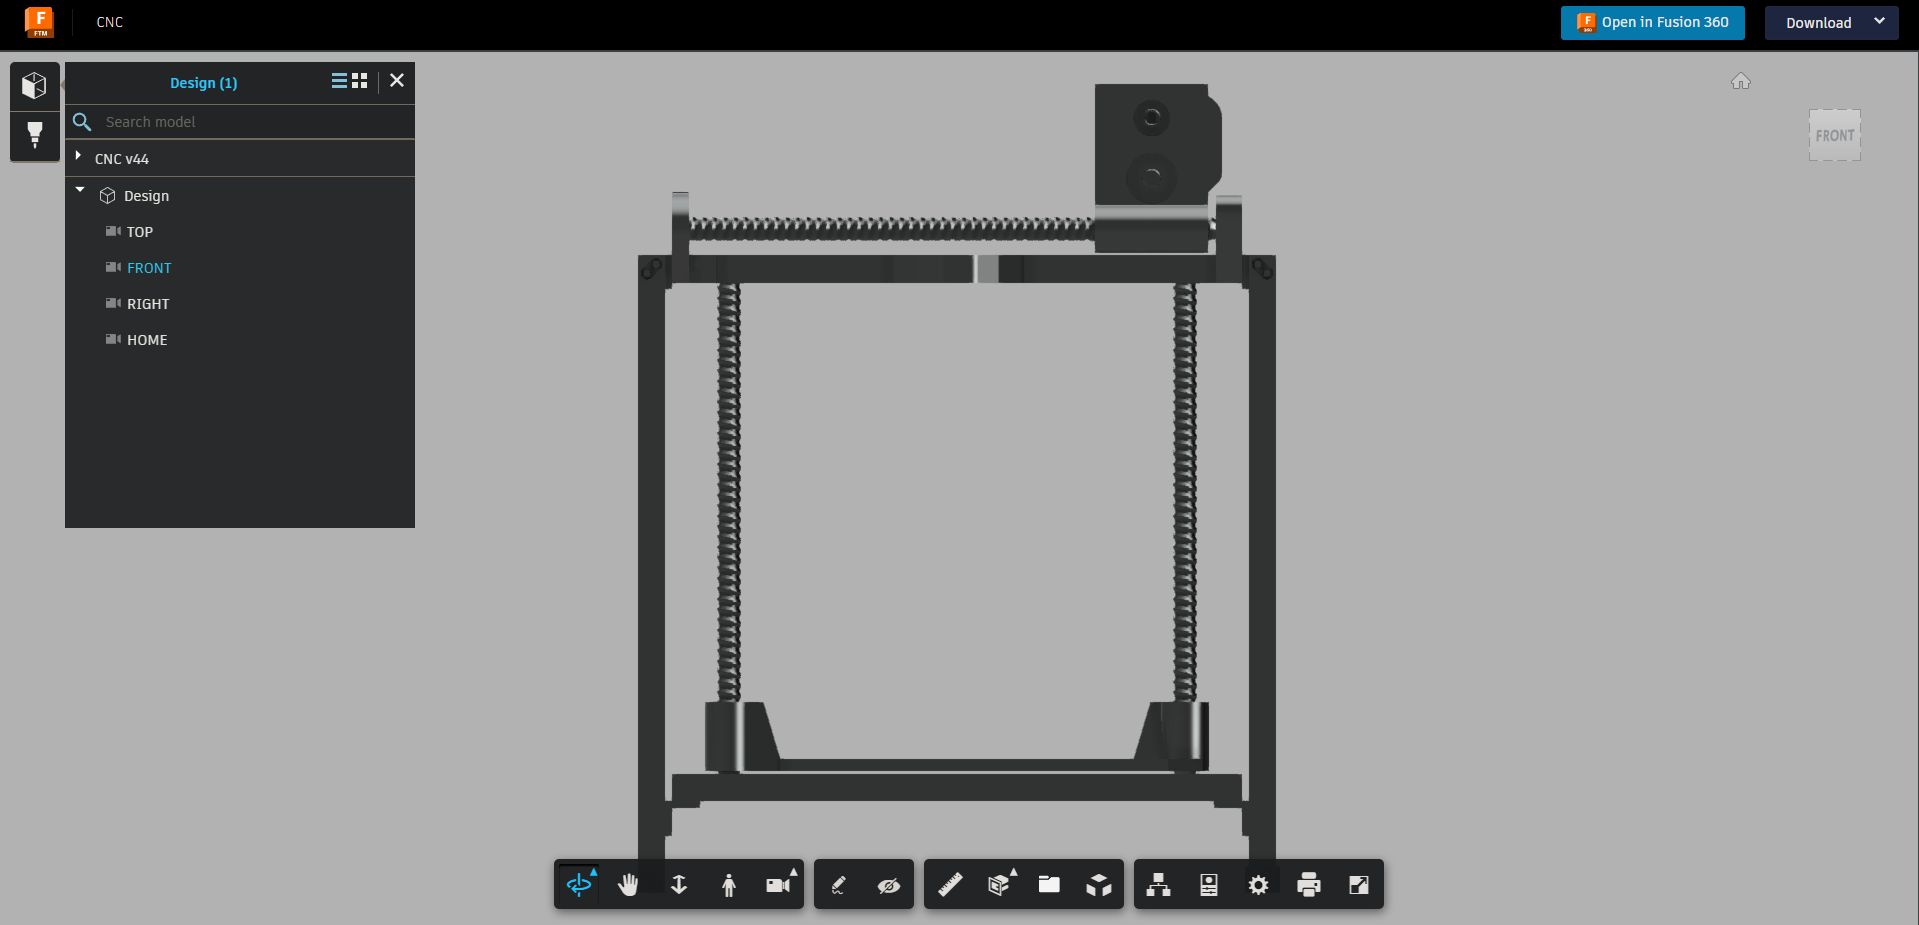 F
FTM
CNC
F
360
Open in Fusion 360
Download
Design (1)
Search model
CNC v44
Design
TOP
FRONT
RIGHT
HOME
FRONT